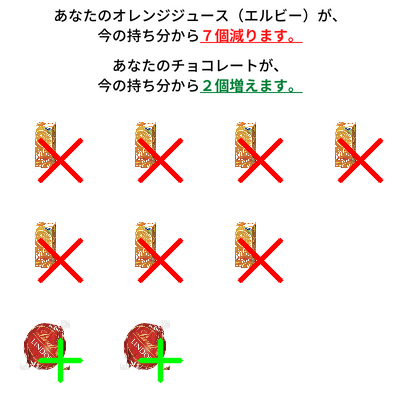 あなたのオレンジジュース（エルビー）が、
今の持ち分から７個減ります。
あなたのチョコレートが、
今の持ち分から２個増えます。